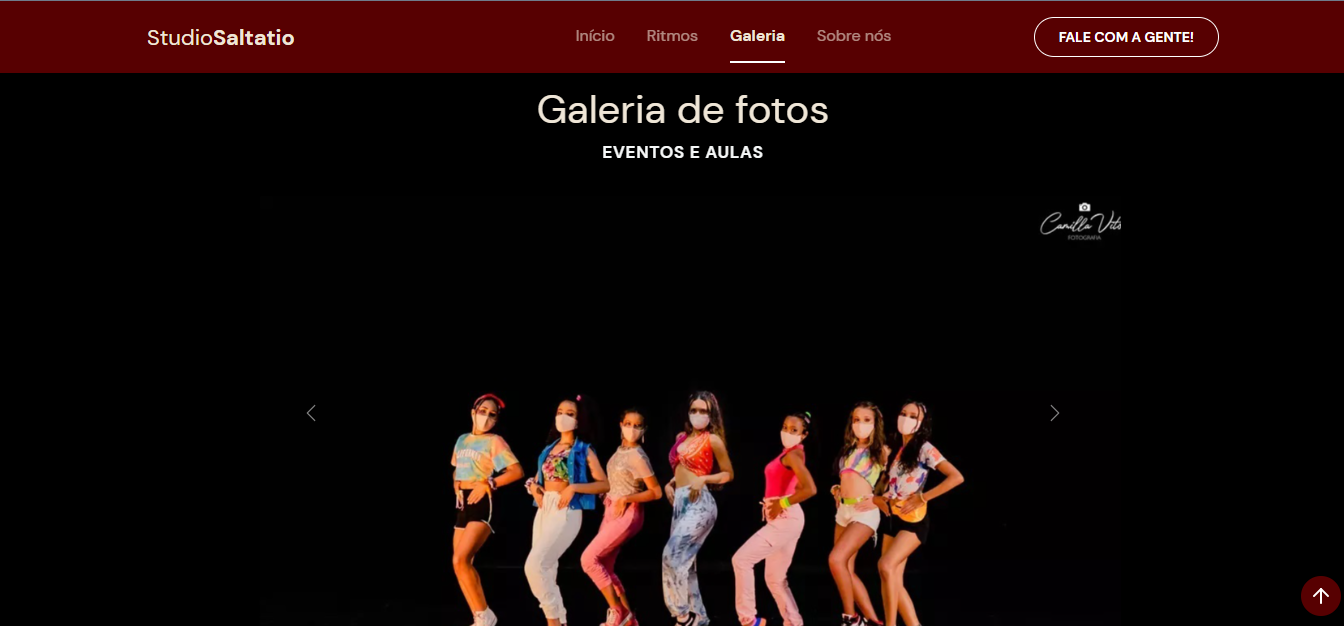 StudioSaltatio
Início
Ritmos
Galeria
Sobre nós
FALE COM A GENTE!
Galeria de fotos
EVENTOS E AULAS
Camilla Vits
FOTOGRAFIA